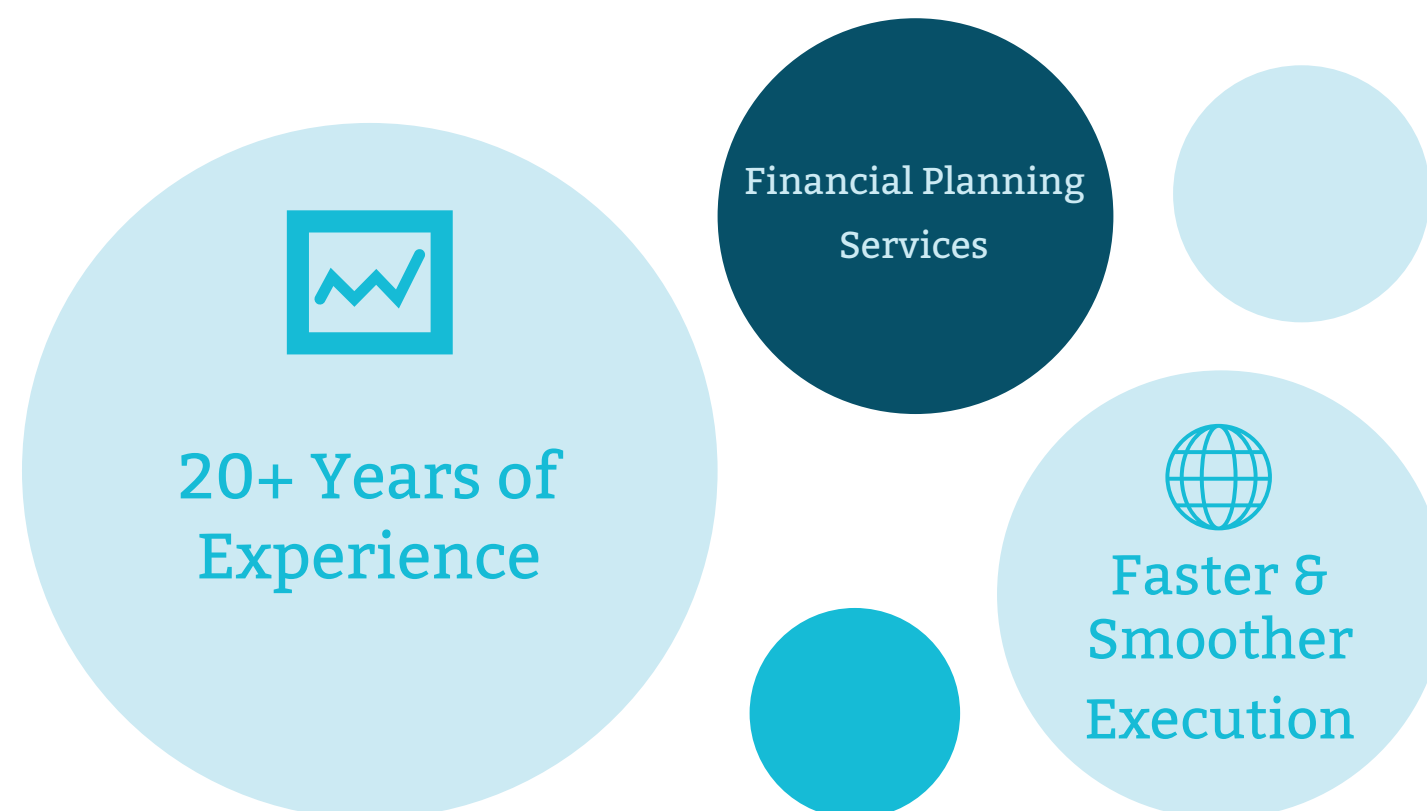 20+ Years of
Experience
Financial Planning
Services
Faster &
Smoother
Execution